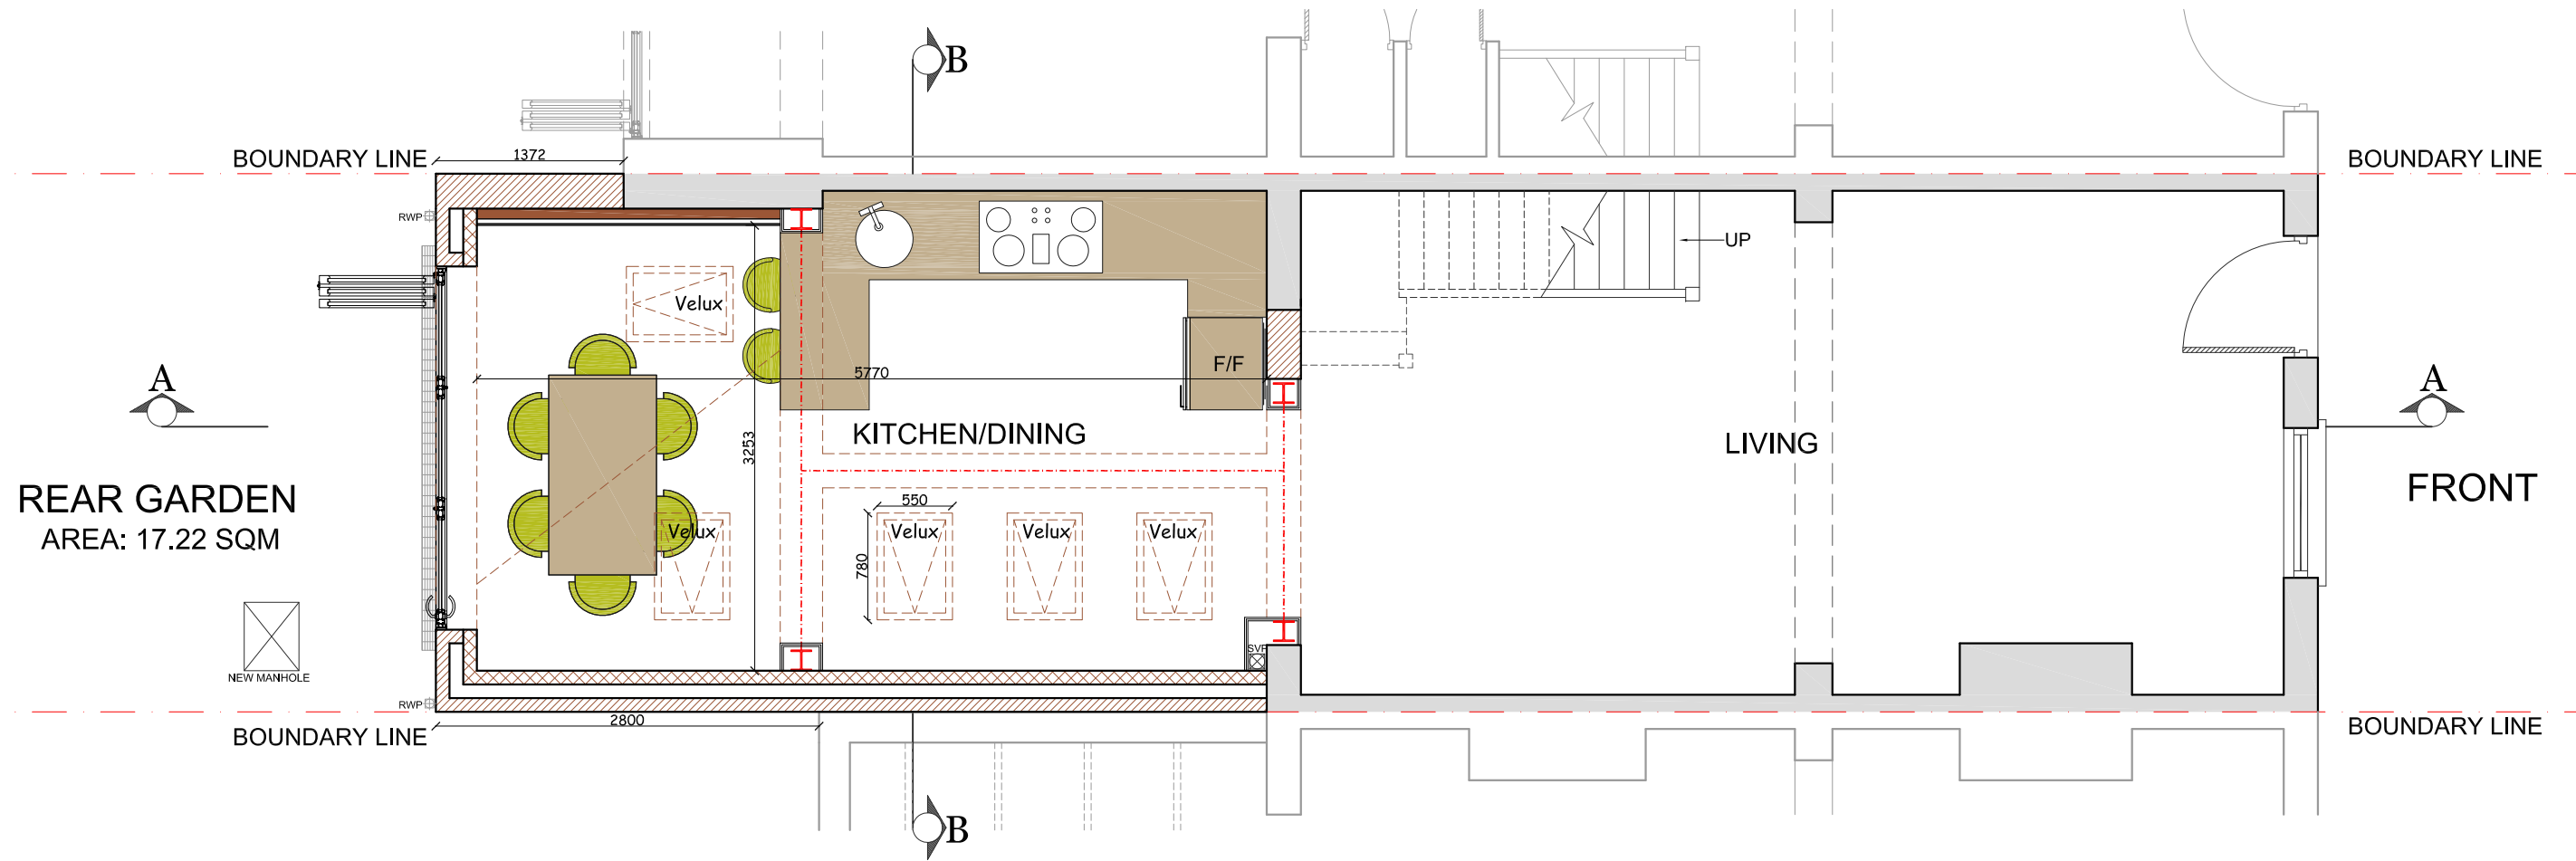 B
BOUNDARY LINE
1372
BOUNDARY LINE
RWP
UP
Velux
A
5770
F/F
A
3253
KITCHEN/DINING
LIVING
REAR GARDEN
AREA: 17.22 SQM
FRONT
550
780
Velux
Velux
Velux
Velux
SVP
NEW MANHOLE
RWP
2800
BOUNDARY LINE
BOUNDARY LINE
B